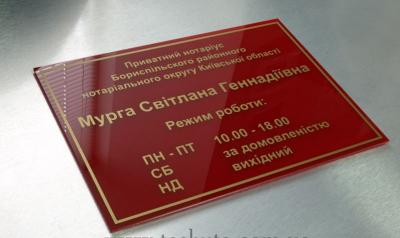 Приватний нотаріус
Бориспільського районного
нотаріального округу Київської області
Мурга Світлана Геннадіївна
Режим роботи:
ПН - ПТ 10.00 - 18.00
СБ за домовленістю
НД вихідний